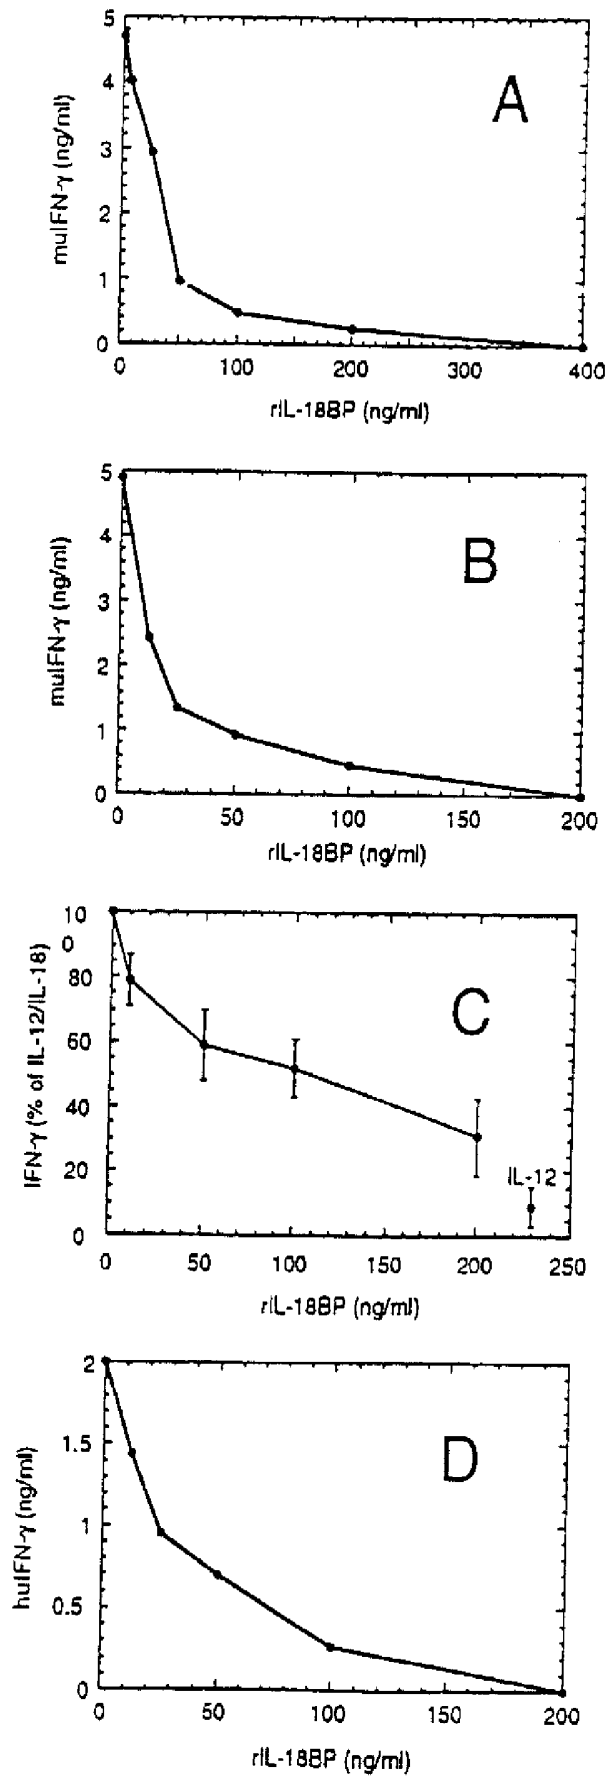 5
A
4
muIFN-γ (ng/ml)
3
2
1
0
0 100 200 300 400
rIL-18BP (ng/ml)
5
B
4
muIFN-γ (ng/ml)
3
2
1
0
0 50 100 150 200
rIL-18BP (ng/ml)
10
0
C
80
IFN-γ (% of IL-12/IL-18)
60
40
20
IL-12
0
0 50 100 150 200 250
rIL-18BP (ng/ml)
2
D
1.5
huIFN-γ (ng/ml)
1
0.5
0
0 50 100 150 200
rIL-18BP (ng/ml)